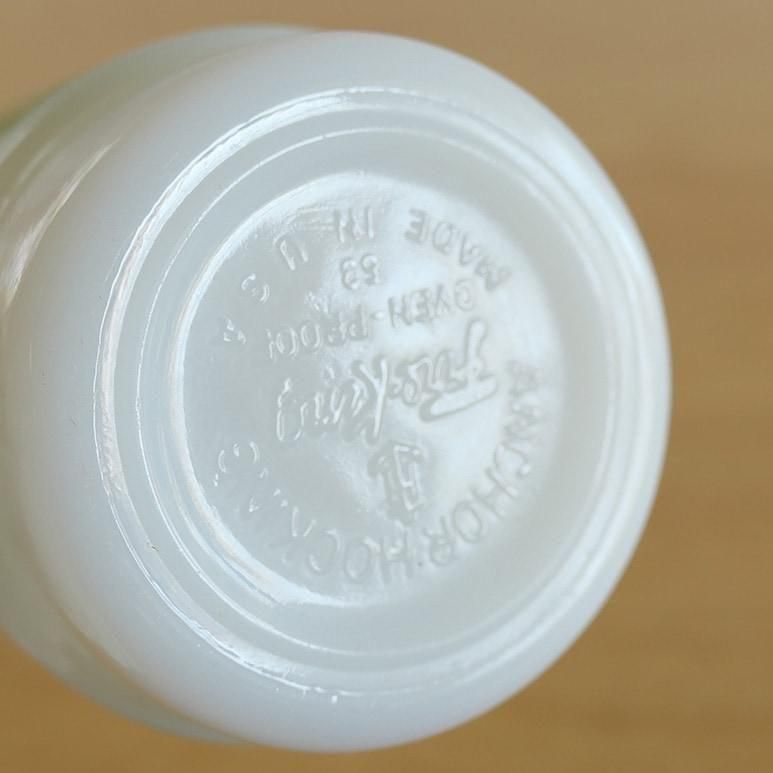 ANCHOR HOCKING
Fire-King
OVEN-PROOF
53
MADE IN U S A